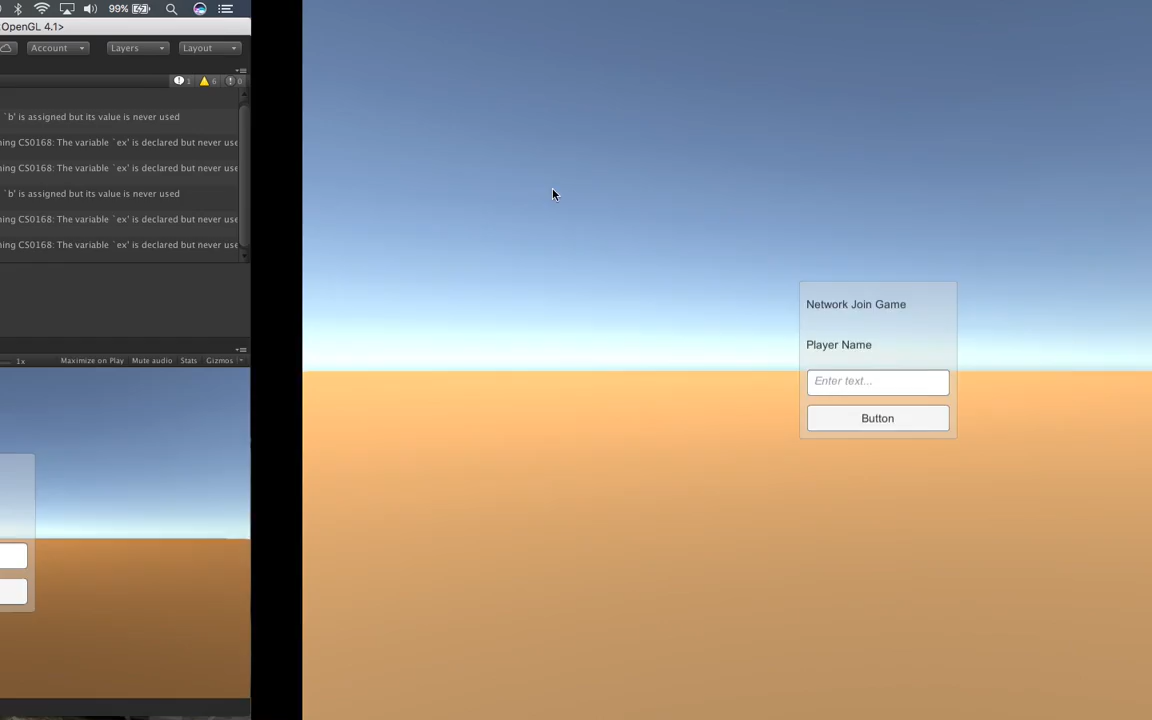 99%
OpenGL 4.1>
Account Layers Layout
1 6 0
`b' is assigned but its value is never used
ning CS0168: The variable `ex' is declared but never use
ning CS0168: The variable `ex' is declared but never use
`b' is assigned but its value is never used
ning CS0168: The variable `ex' is declared but never use
ning CS0168: The variable `ex' is declared but never use
1x Maximize on Play Mute audio Stats Gizmos
Network Join Game
Player Name
Enter text...
Button